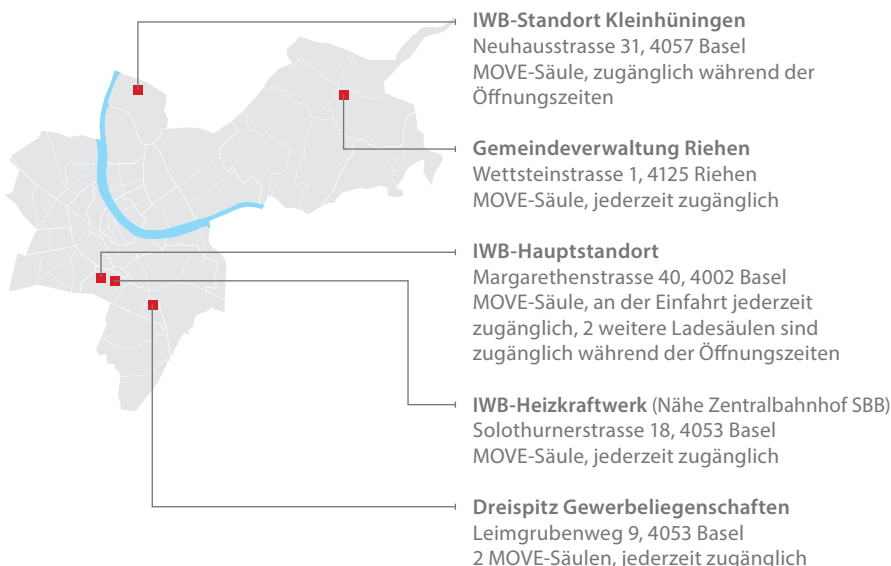 IWB-Standort Kleinhüningen
Neuhausstrasse 31, 4057 Basel
MOVE-Säule, zugänglich während der
Öffnungszeiten
Gemeindeverwaltung Riehen
Wettsteinstrasse 1, 4125 Riehen
MOVE-Säule, jederzeit zugänglich
IWB-Hauptstandort
Margarethenstrasse 40, 4002 Basel
MOVE-Säule, an der Einfahrt jederzeit
zugänglich, 2 weitere Ladesäulen sind
zugänglich während der Öffnungszeiten
IWB-Heizkraftwerk (Nähe Zentralbahnhof SBB)
Solothurnerstrasse 18, 4053 Basel
MOVE-Säule, jederzeit zugänglich
Dreispitz Gewerbeliegenschaften
Leimgrubenweg 9, 4053 Basel
2 MOVE-Säulen, jederzeit zugänglich